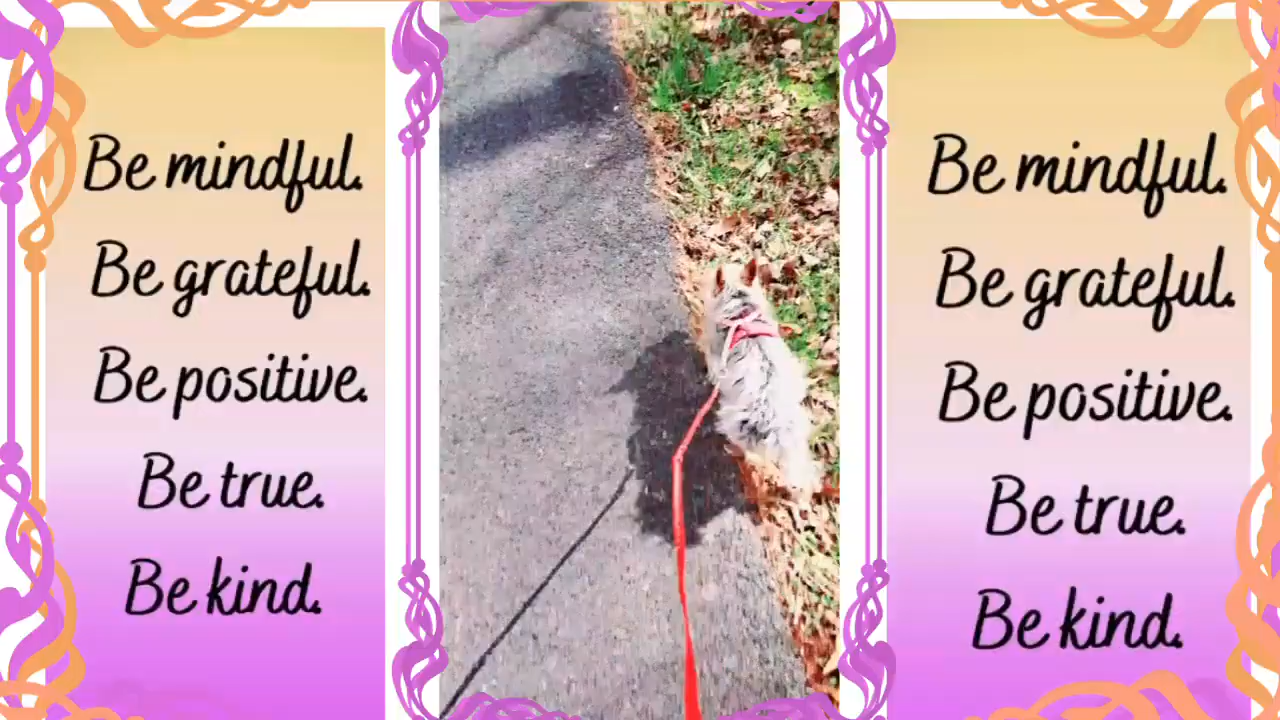 Be mindful.
Be grateful.
Be positive.
Be true.
Be kind.
Be mindful.
Be grateful.
Be positive.
Be true.
Be kind.